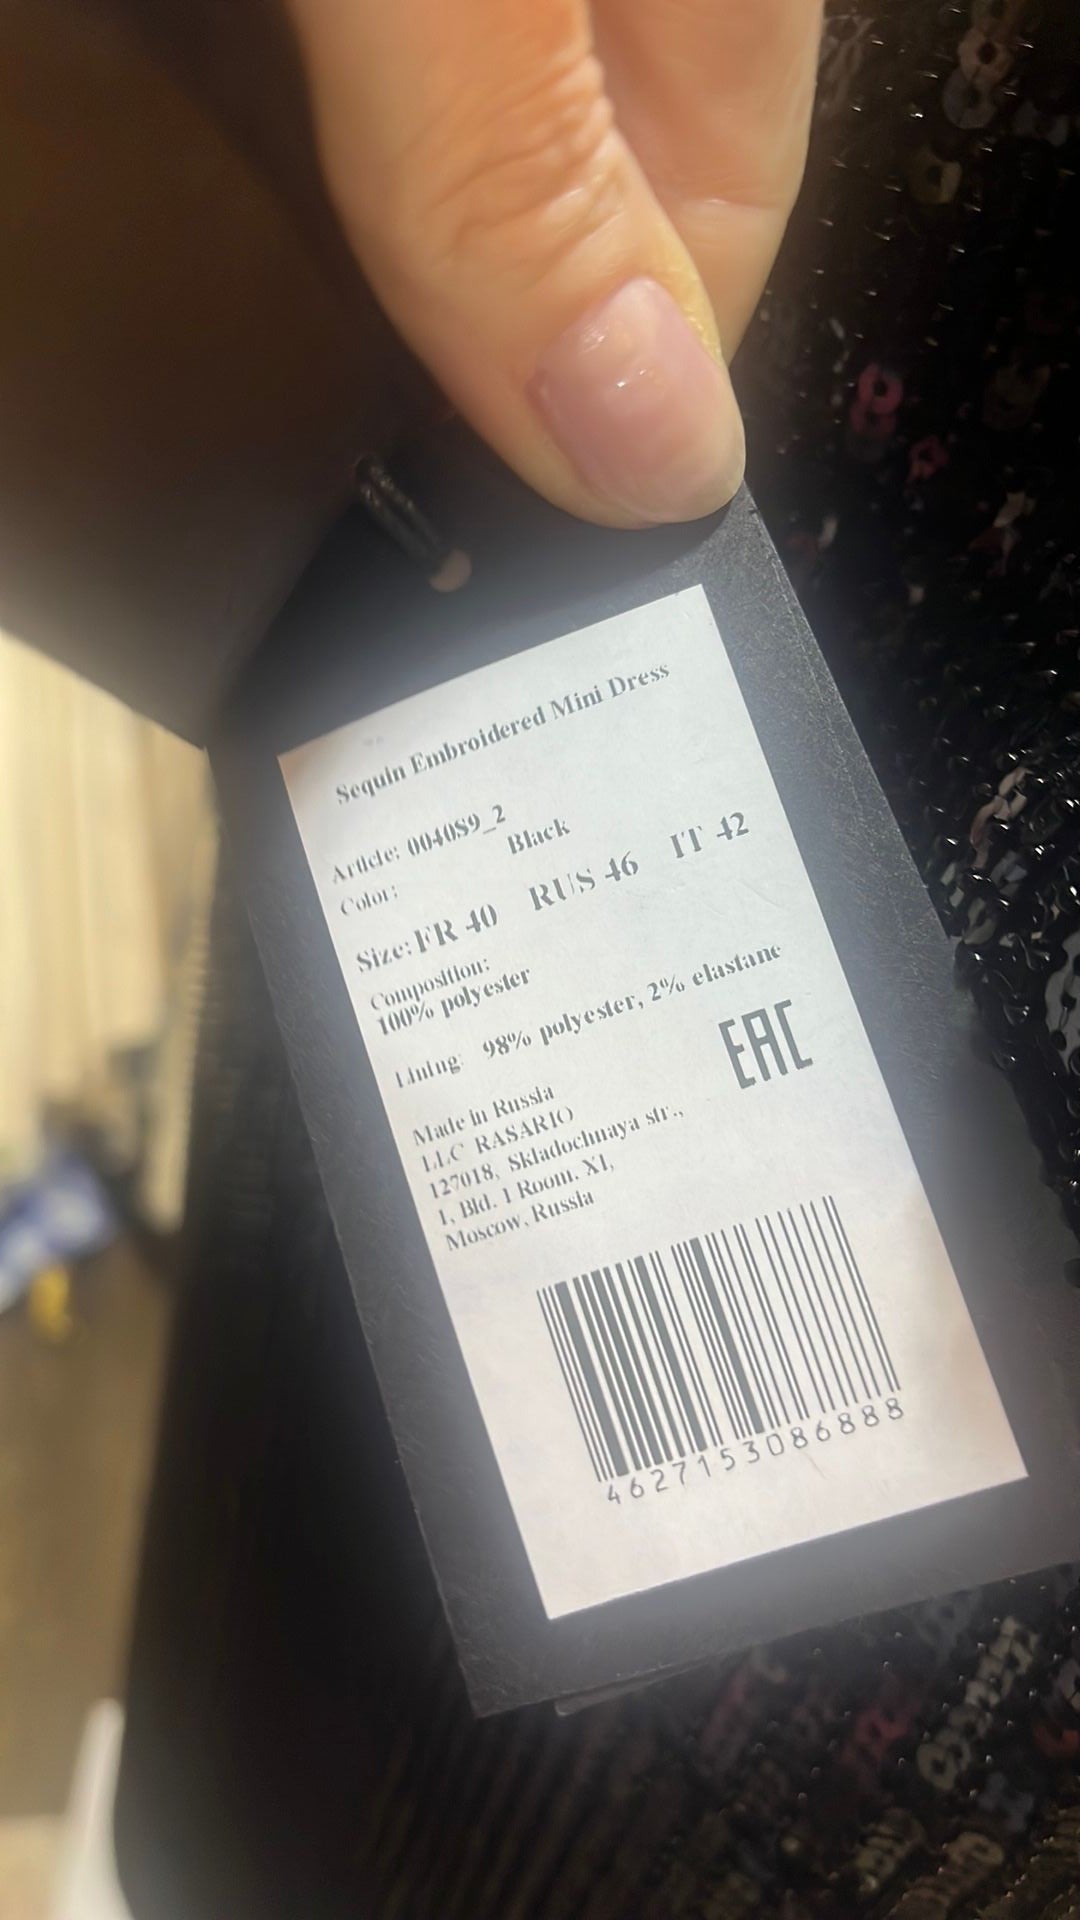 Sequin Embroidered Mini Dress
Article: 0040S9_2
Color: Black
Size: FR 40 RUS 46 IT 42
Composition:
100% polyester
Lining: 98% polyester, 2% elastane
EAC
Made in Russia
LLC RASARIO
127018, Skladochnaya str.,
1, Bld. 1 Room. XI,
Moscow, Russia
4627153086888